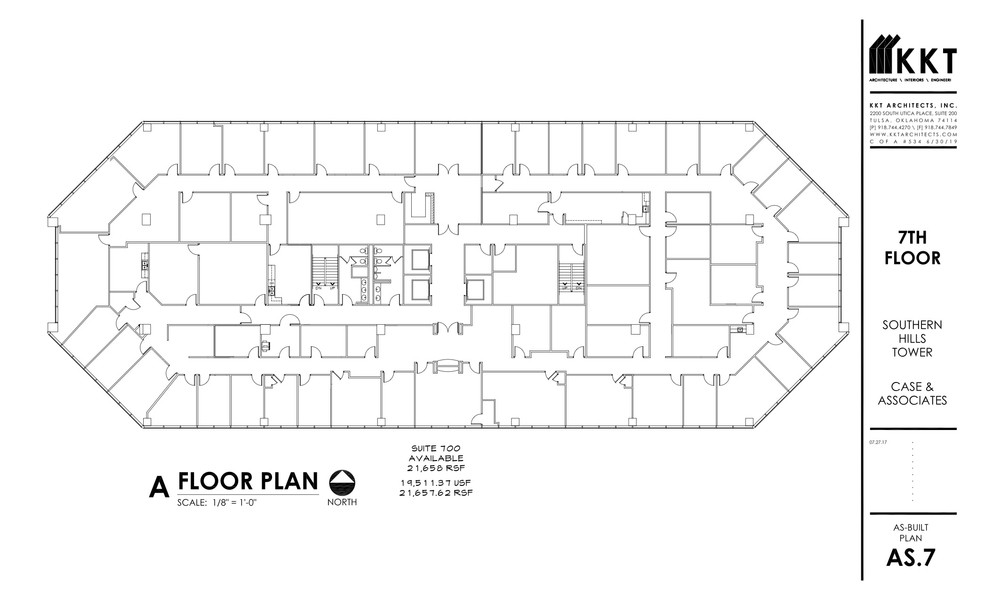 KKT
ARCHITECTURE \ INTERIORS \ ENGINEERS
KKT ARCHITECTS, INC.
2200 SOUTH UTICA PLACE, SUITE 200
TULSA, OKLAHOMA 74114
[P] 918.744.4270 \ [F] 918.744.7849
WWW.KKTARCHITECTS.COM
C OF A #534 6/30/19
7TH
FLOOR
SOUTHERN
HILLS
TOWER
CASE &
ASSOCIATES
07.27.17
AS-BUILT
PLAN
AS.7
SUITE 700
AVAILABLE
21,658 RSF
19,511.37 USF
21,657.62 RSF
A FLOOR PLAN
SCALE: 1/8" = 1'-0"
NORTH